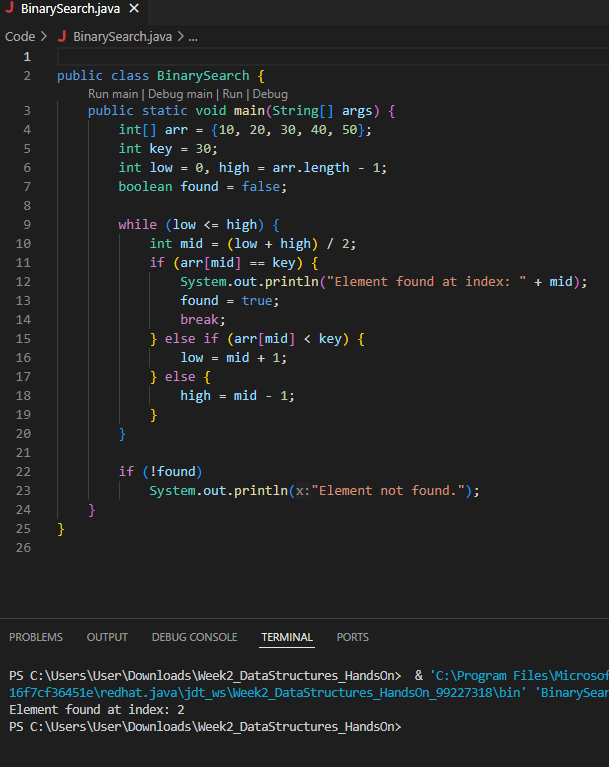 BinarySearch.java
Code > BinarySearch.java > ...
1
2 public class BinarySearch {
Run main | Debug main | Run | Debug
3 public static void main(String[] args) {
4 int[] arr = {10, 20, 30, 40, 50};
5 int key = 30;
6 int low = 0, high = arr.length - 1;
7 boolean found = false;
8
9 while (low <= high) {
10 int mid = (low + high) / 2;
11 if (arr[mid] == key) {
12 System.out.println("Element found at index: " + mid);
13 found = true;
14 break;
15 } else if (arr[mid] < key) {
16 low = mid + 1;
17 } else {
18 high = mid - 1;
19 }
20 }
21
22 if (!found)
23 System.out.println(x:"Element not found.");
24 }
25 }
26
PROBLEMS OUTPUT DEBUG CONSOLE TERMINAL PORTS
PS C:\Users\User\Downloads\Week2_DataStructures_HandsOn> & 'C:\Program Files\Microsof
16f7cf36451e\redhat.java\jdt_ws\Week2_DataStructures_HandsOn_99227318\bin' 'BinarySear
Element found at index: 2
PS C:\Users\User\Downloads\Week2_DataStructures_HandsOn>